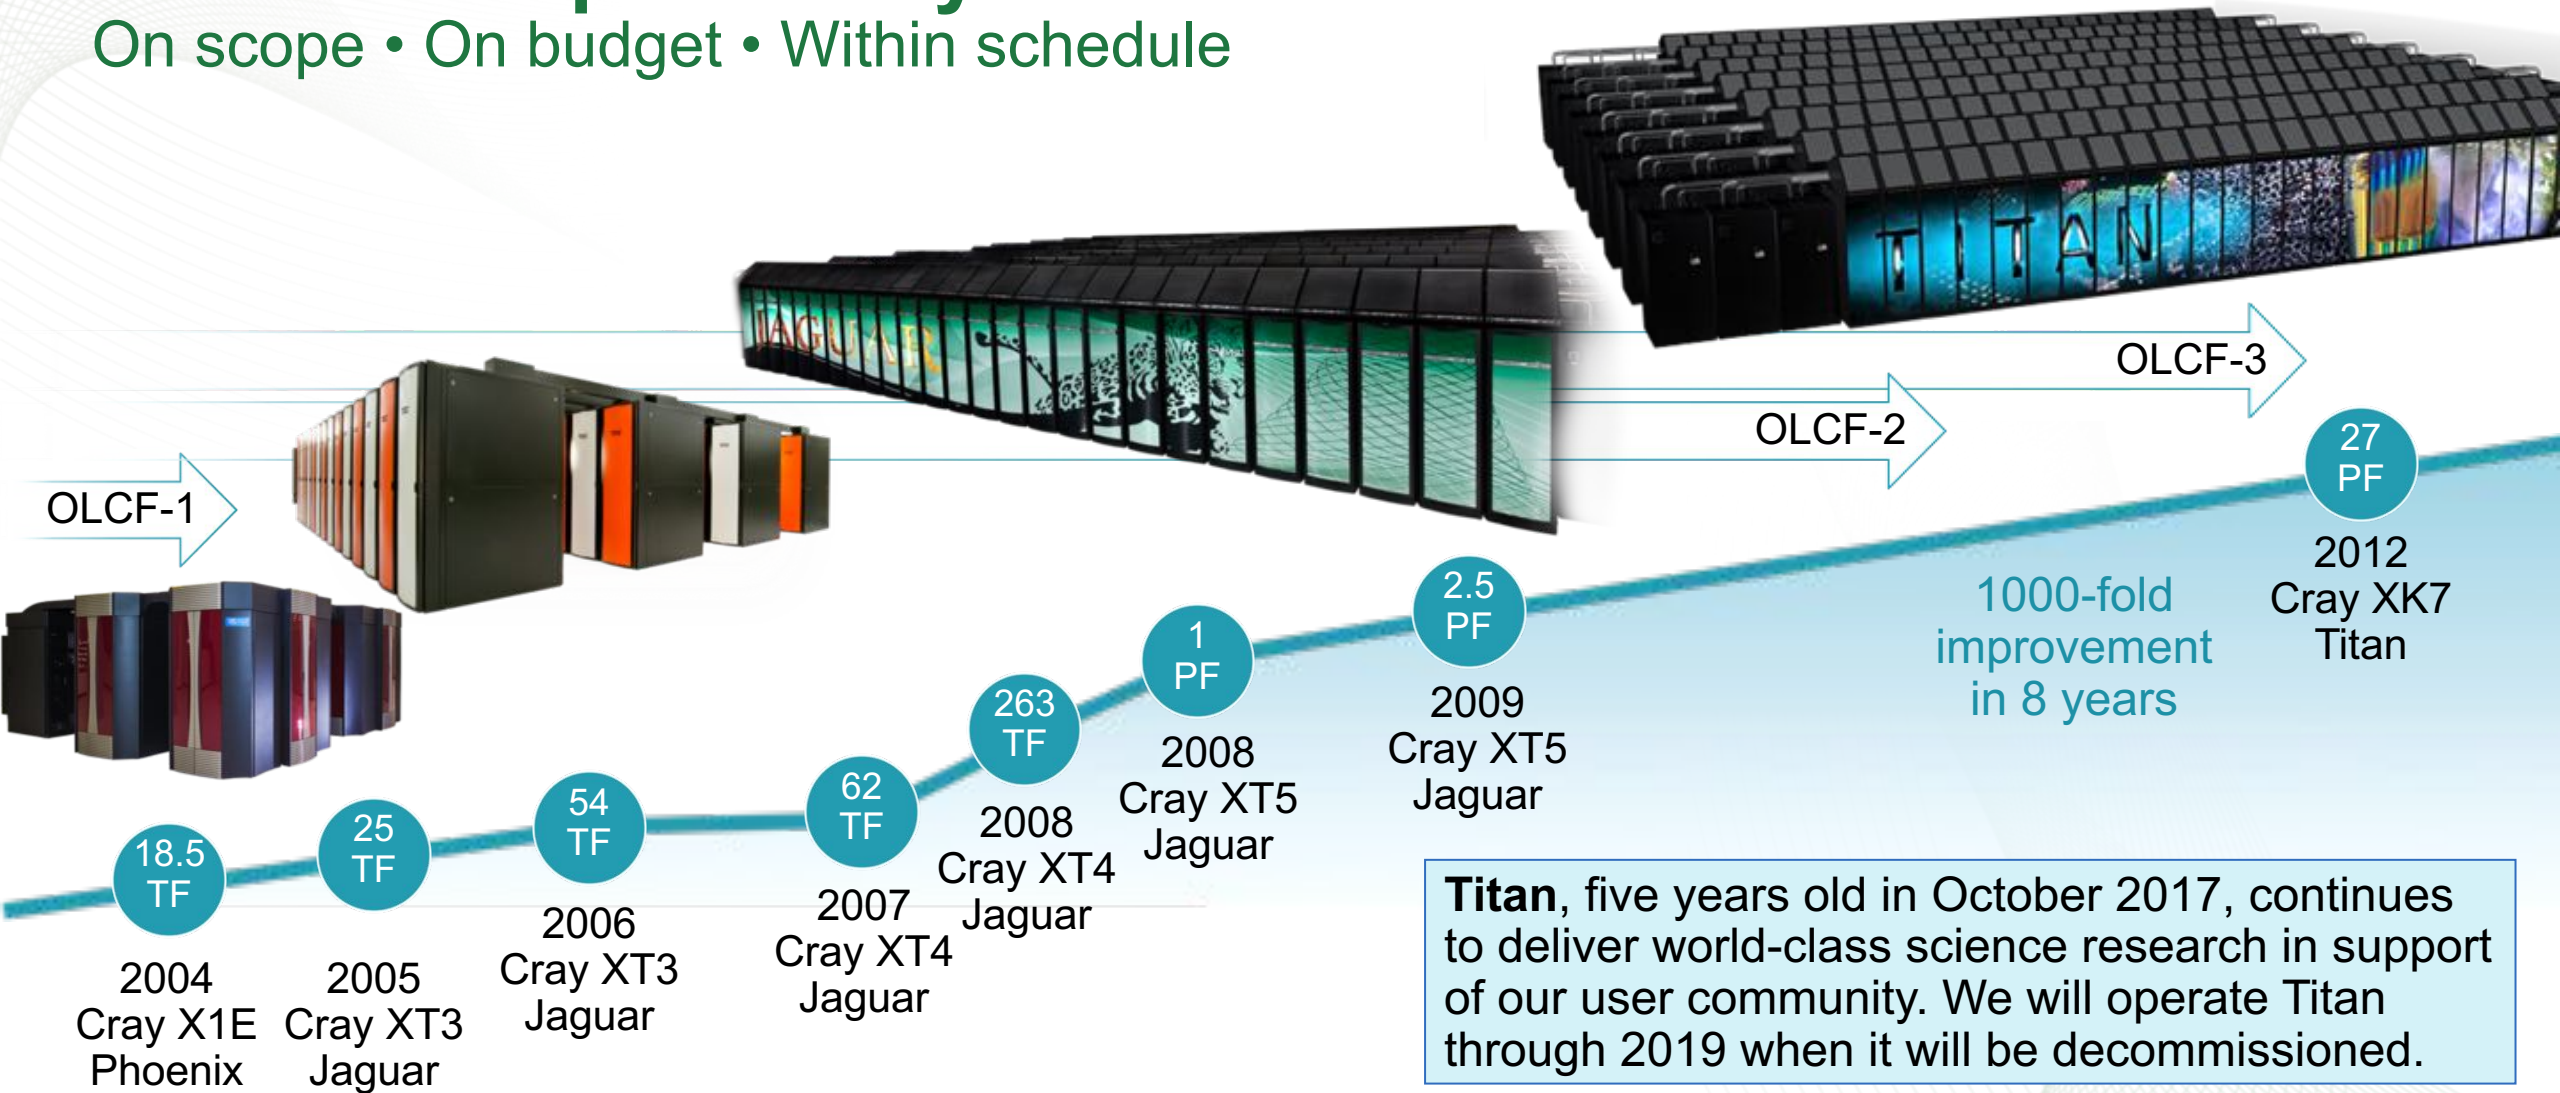 On scope • On budget • Within schedule
TITAN
JAGUAR
OLCF-3
OLCF-2
OLCF-1
27
PF
2012
Cray XK7
Titan
1000-fold
improvement
in 8 years
2.5
PF
2009
Cray XT5
Jaguar
1
PF
2008
Cray XT5
Jaguar
263
TF
2008
Cray XT4
Jaguar
62
TF
2007
Cray XT4
Jaguar
54
TF
2006
Cray XT3
Jaguar
25
TF
2005
Cray XT3
Jaguar
18.5
TF
2004
Cray X1E
Phoenix
Titan, five years old in October 2017, continues
to deliver world-class science research in support
of our user community. We will operate Titan
through 2019 when it will be decommissioned.